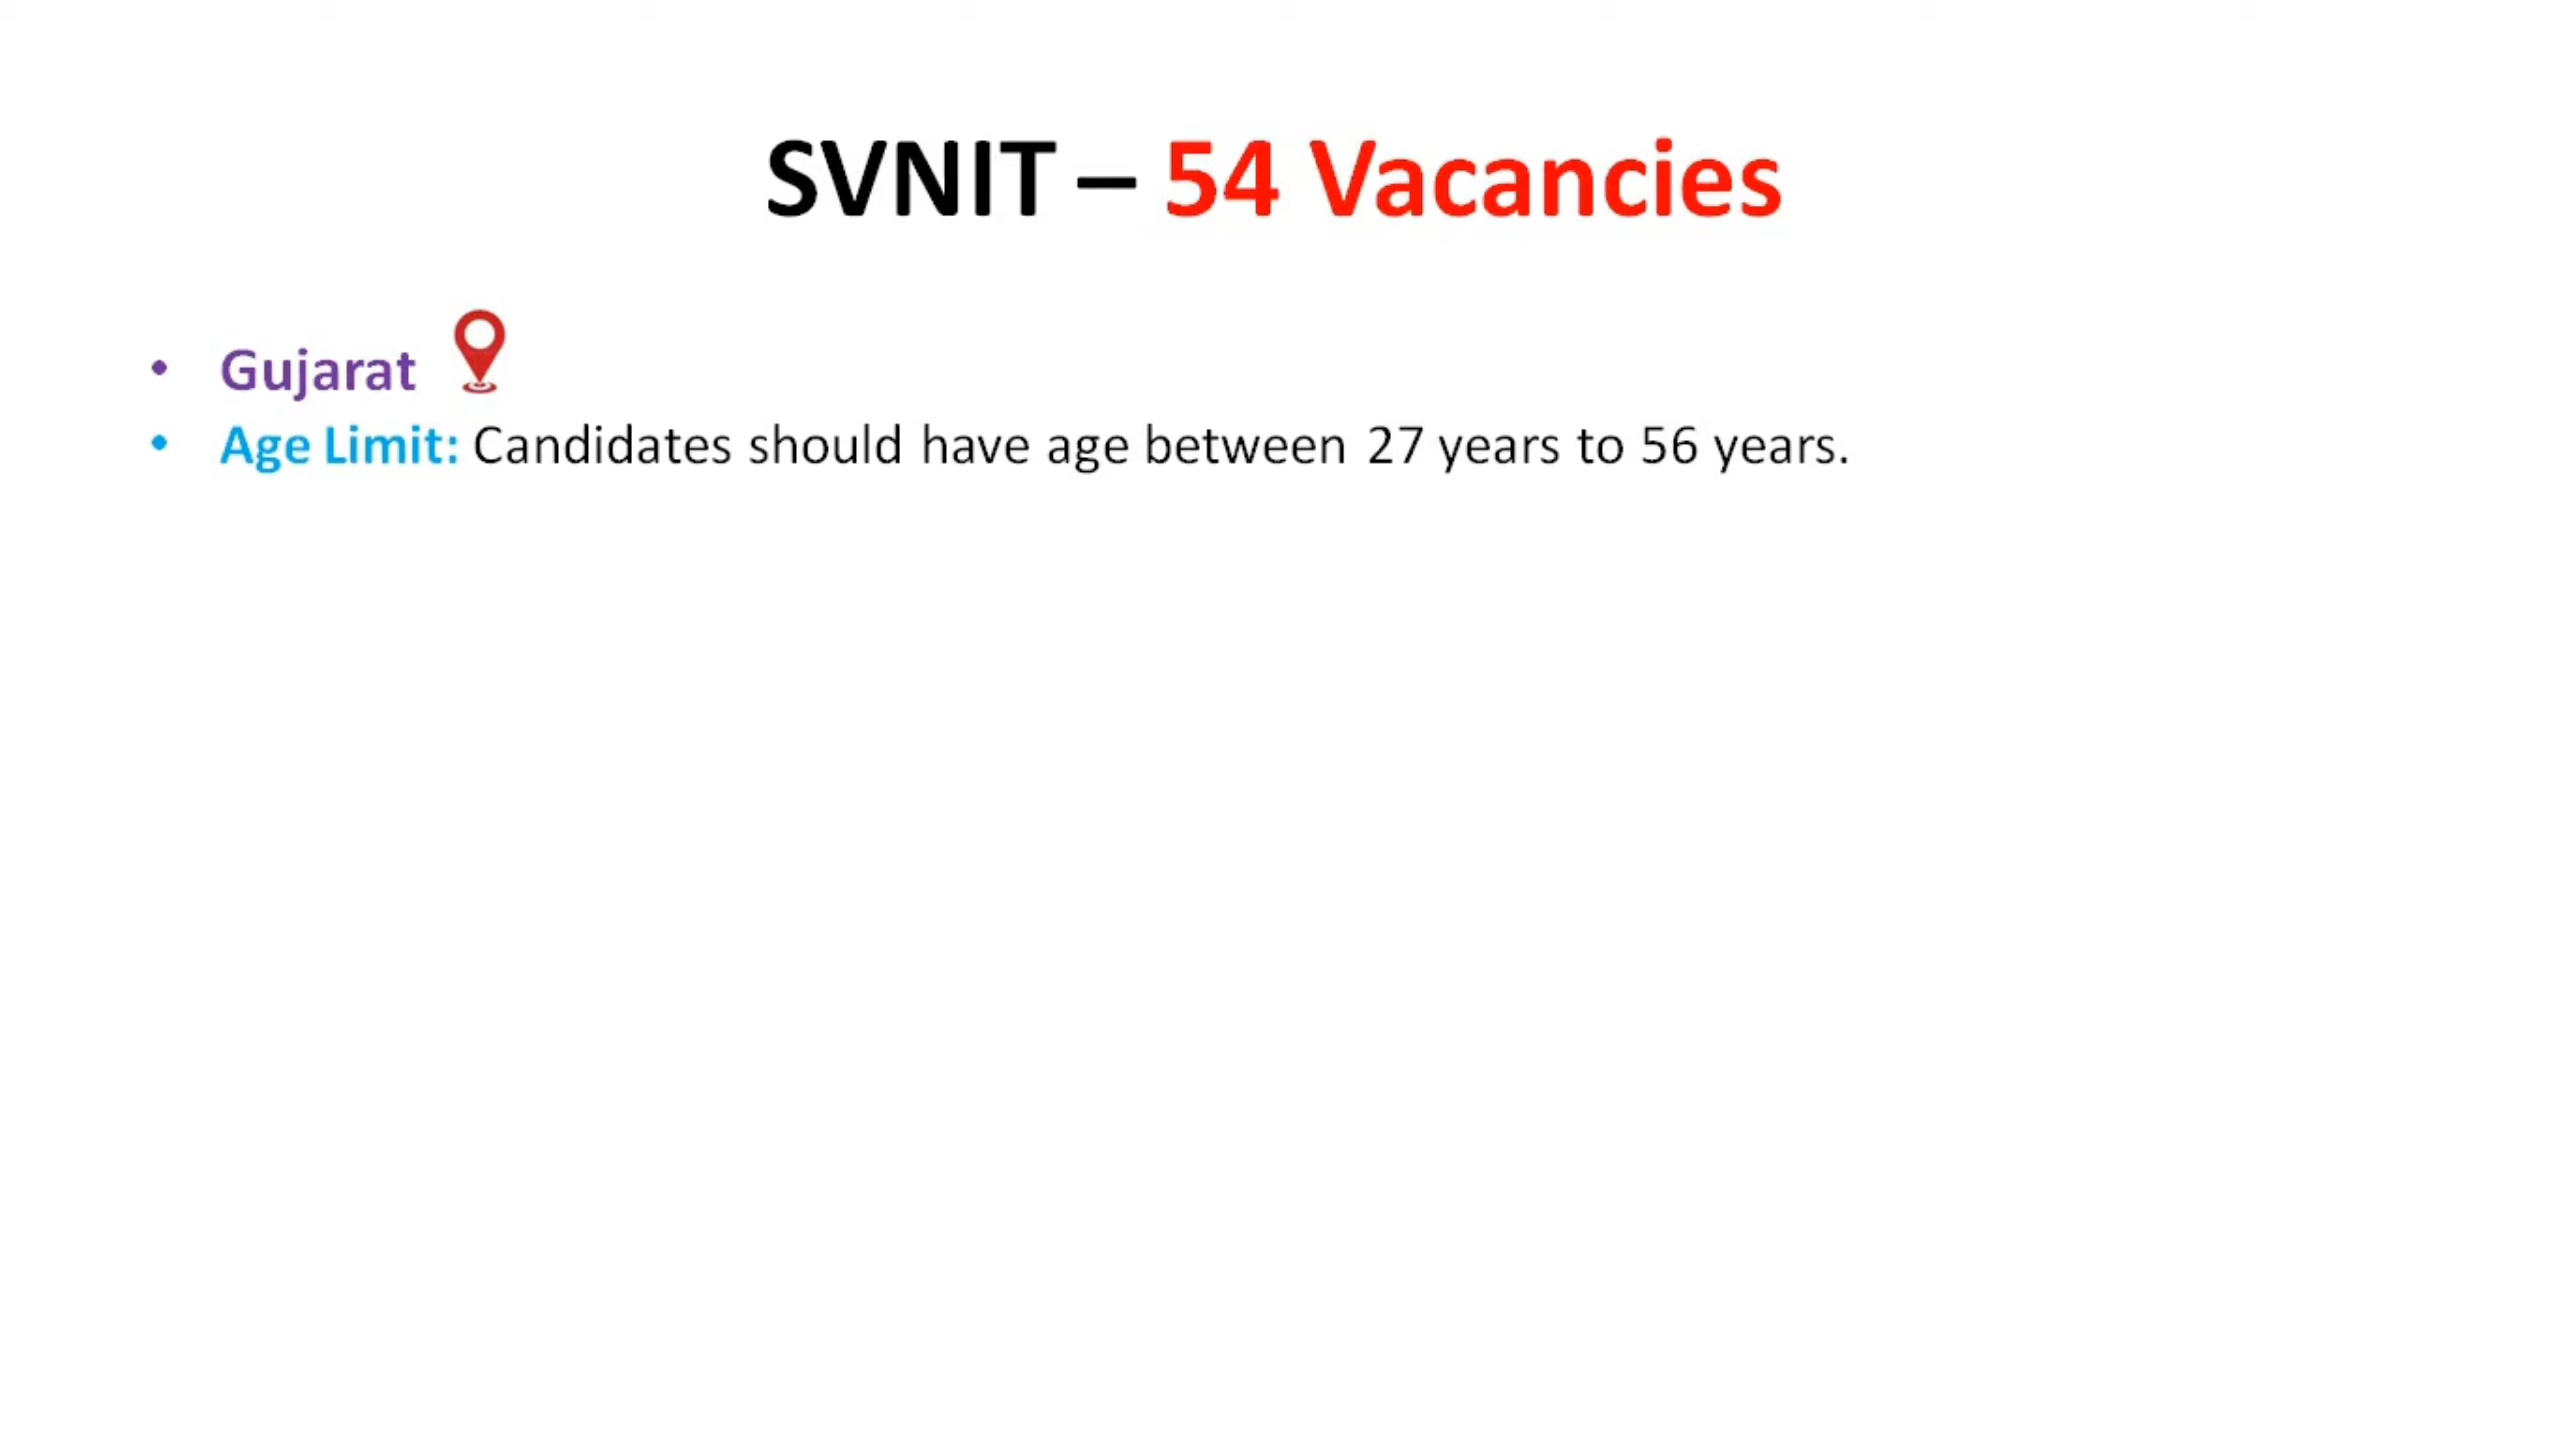 SVNIT – 54 Vacancies
• Gujarat
• Age Limit: Candidates should have age between 27 years to 56 years.